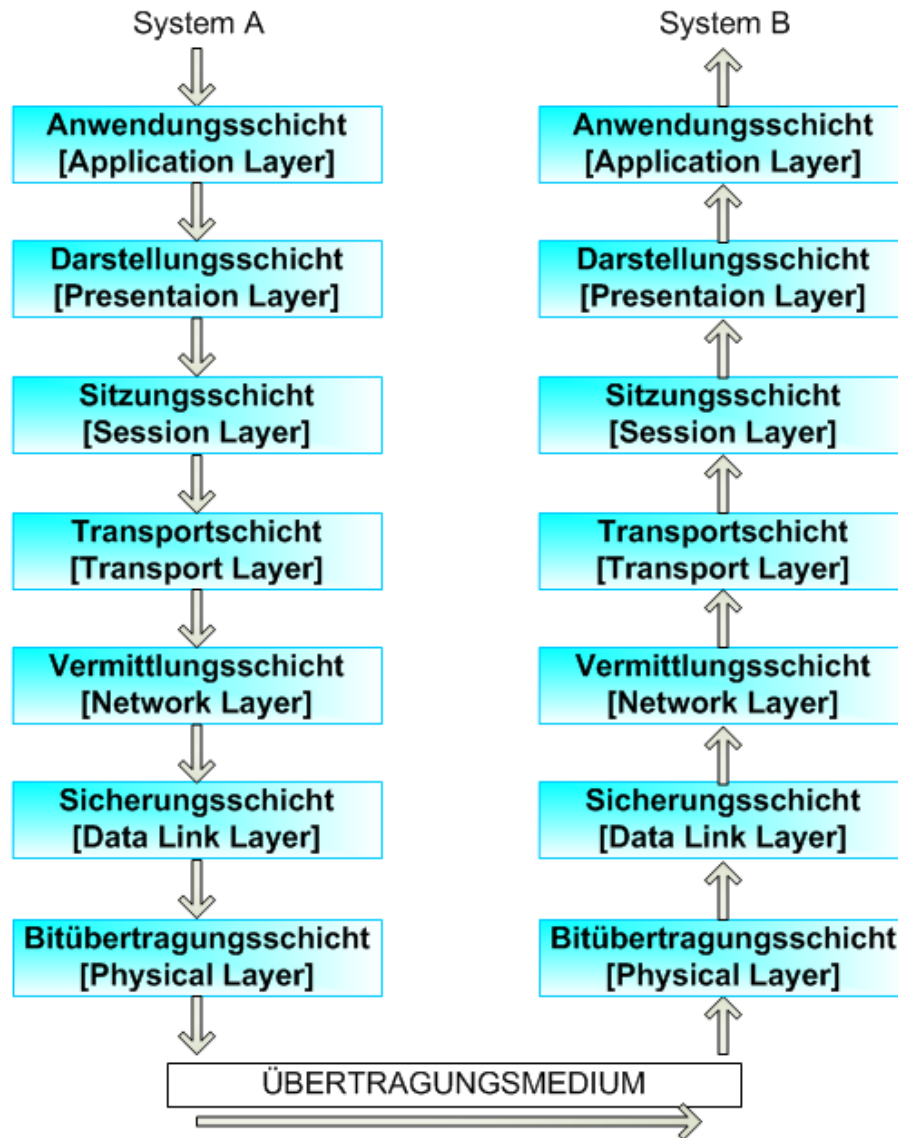 System A
Anwendungsschicht
[Application Layer]
Darstellungsschicht
[Presentaion Layer]
Sitzungsschicht
[Session Layer]
Transportschicht
[Transport Layer]
Vermittlungsschicht
[Network Layer]
Sicherungsschicht
[Data Link Layer]
Bitübertragungsschicht
[Physical Layer]
System B
Anwendungsschicht
[Application Layer]
Darstellungsschicht
[Presentaion Layer]
Sitzungsschicht
[Session Layer]
Transportschicht
[Transport Layer]
Vermittlungsschicht
[Network Layer]
Sicherungsschicht
[Data Link Layer]
Bitübertragungsschicht
[Physical Layer]
ÜBERTRAGUNGSMEDIUM